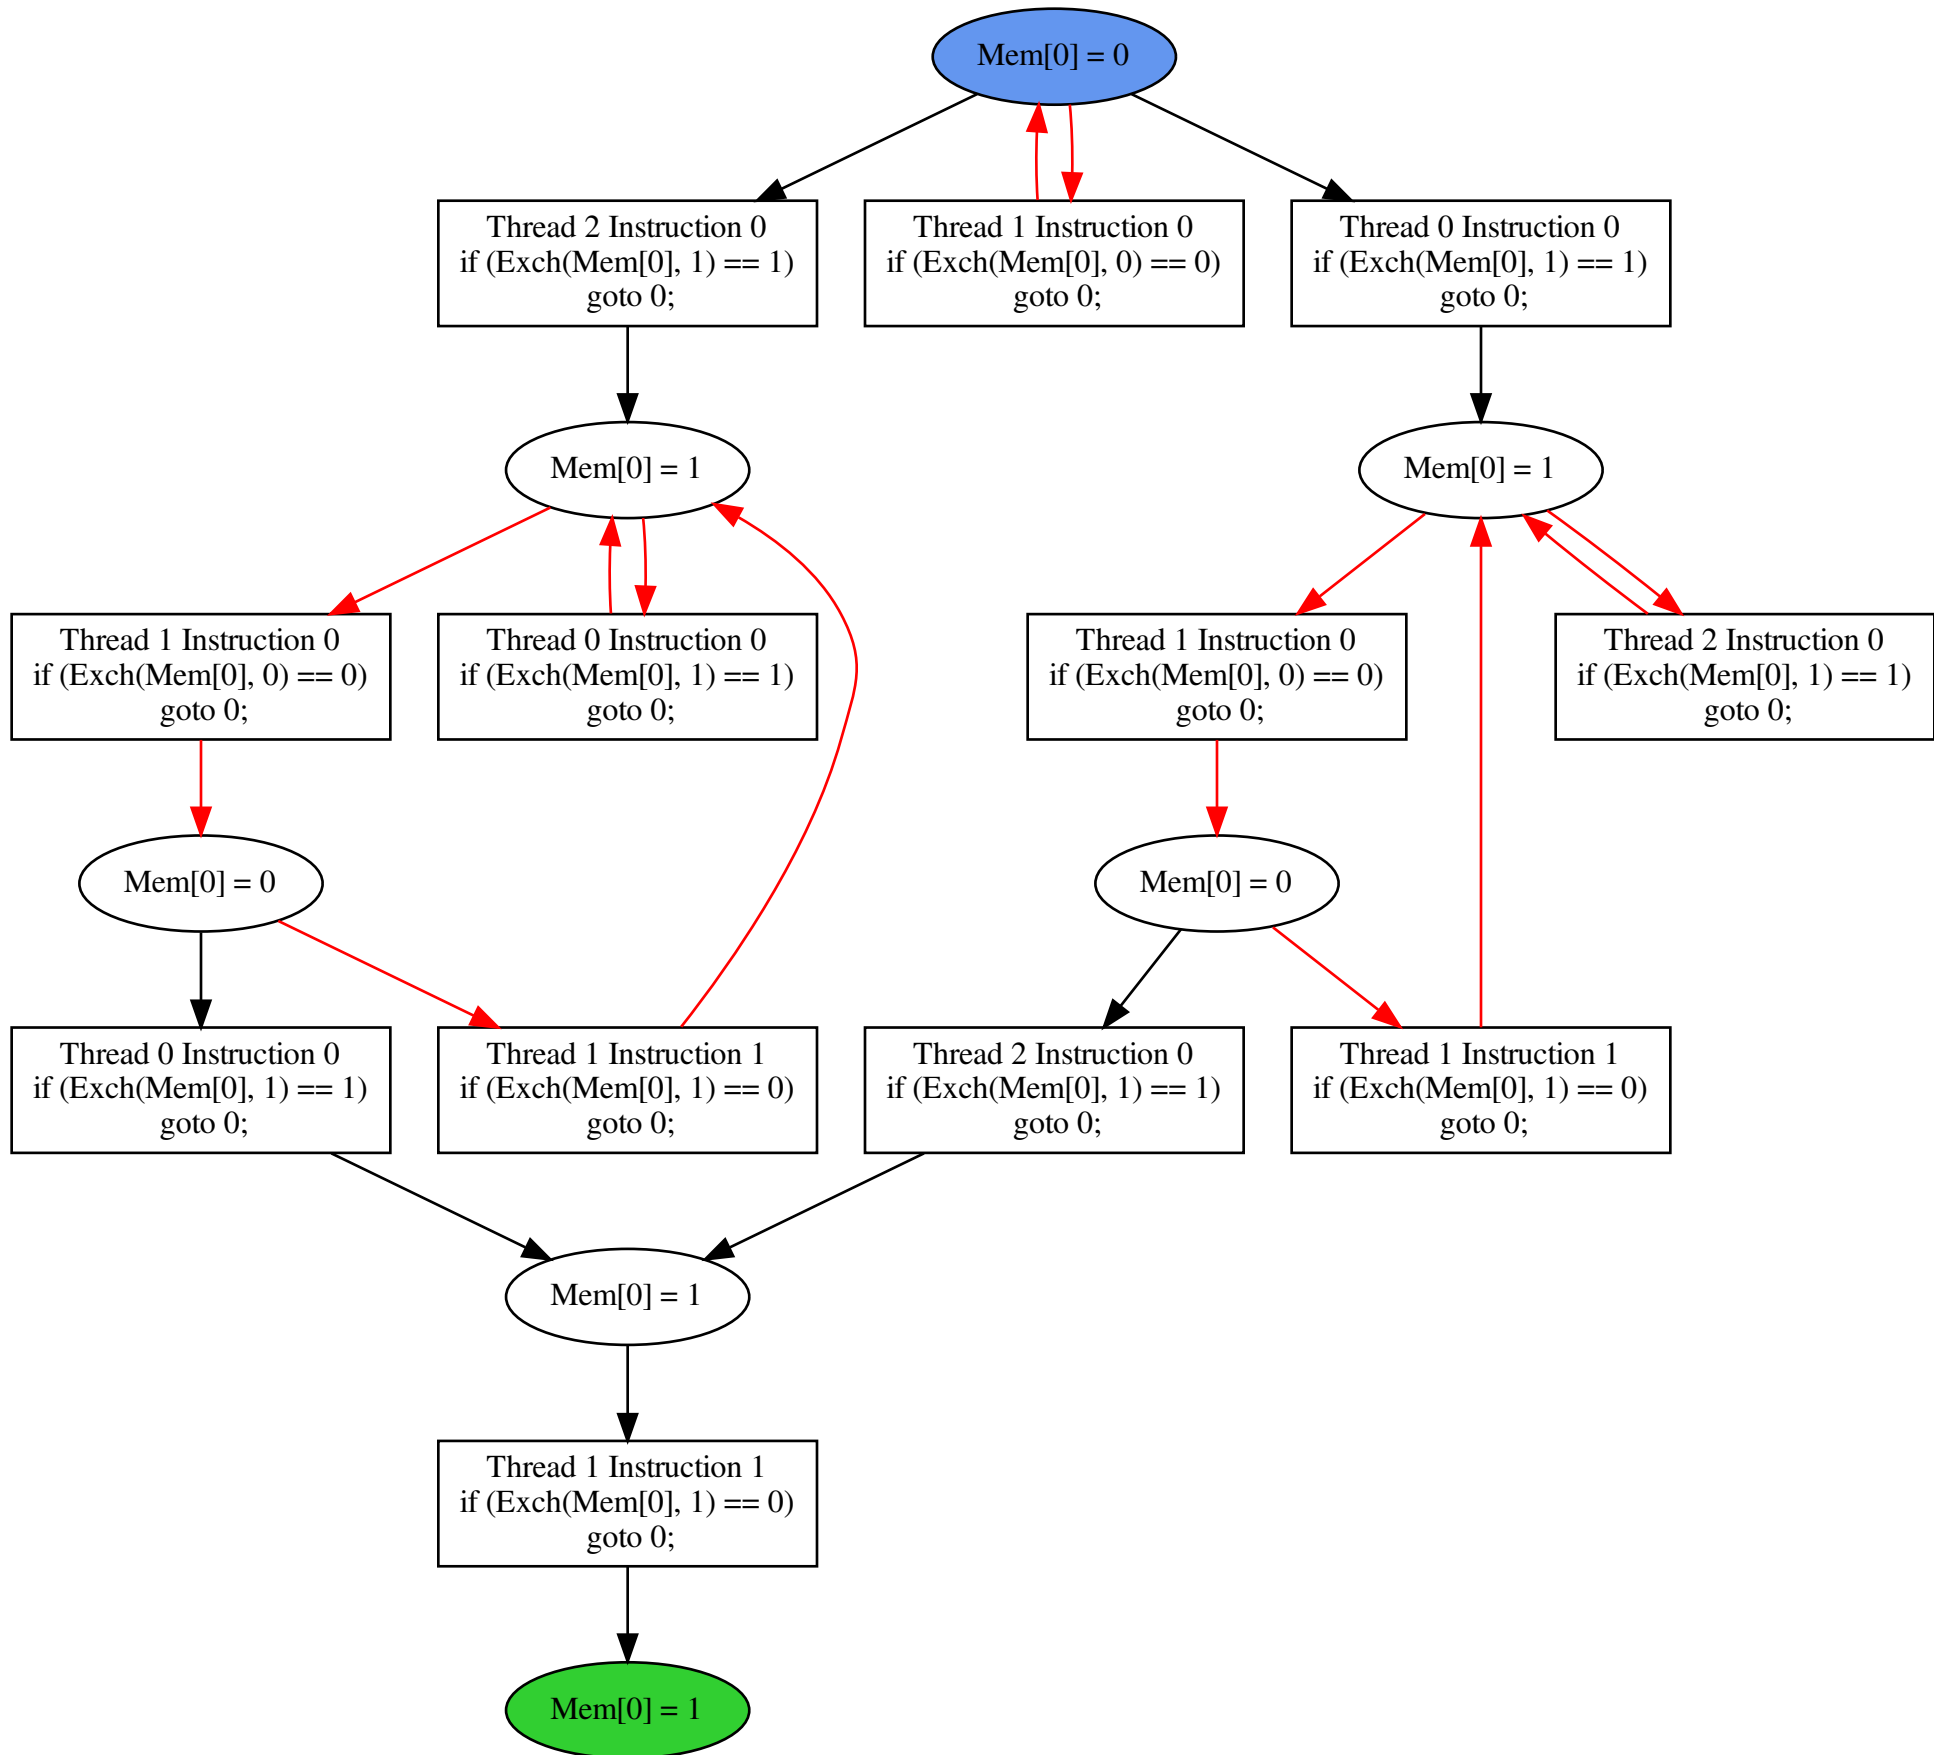 Mem[0] = 0
Thread 2 Instruction 0
if (Exch(Mem[0], 1) == 1)
goto 0;
Thread 1 Instruction 0
if (Exch(Mem[0], 0) == 0)
goto 0;
Thread 0 Instruction 0
if (Exch(Mem[0], 1) == 1)
goto 0;
Mem[0] = 1
Mem[0] = 1
Thread 1 Instruction 0
if (Exch(Mem[0], 0) == 0)
goto 0;
Thread 0 Instruction 0
if (Exch(Mem[0], 1) == 1)
goto 0;
Thread 1 Instruction 0
if (Exch(Mem[0], 0) == 0)
goto 0;
Thread 2 Instruction 0
if (Exch(Mem[0], 1) == 1)
goto 0;
Mem[0] = 0
Mem[0] = 0
Thread 0 Instruction 0
if (Exch(Mem[0], 1) == 1)
goto 0;
Thread 1 Instruction 1
if (Exch(Mem[0], 1) == 0)
goto 0;
Thread 2 Instruction 0
if (Exch(Mem[0], 1) == 1)
goto 0;
Thread 1 Instruction 1
if (Exch(Mem[0], 1) == 0)
goto 0;
Mem[0] = 1
Thread 1 Instruction 1
if (Exch(Mem[0], 1) == 0)
goto 0;
Mem[0] = 1